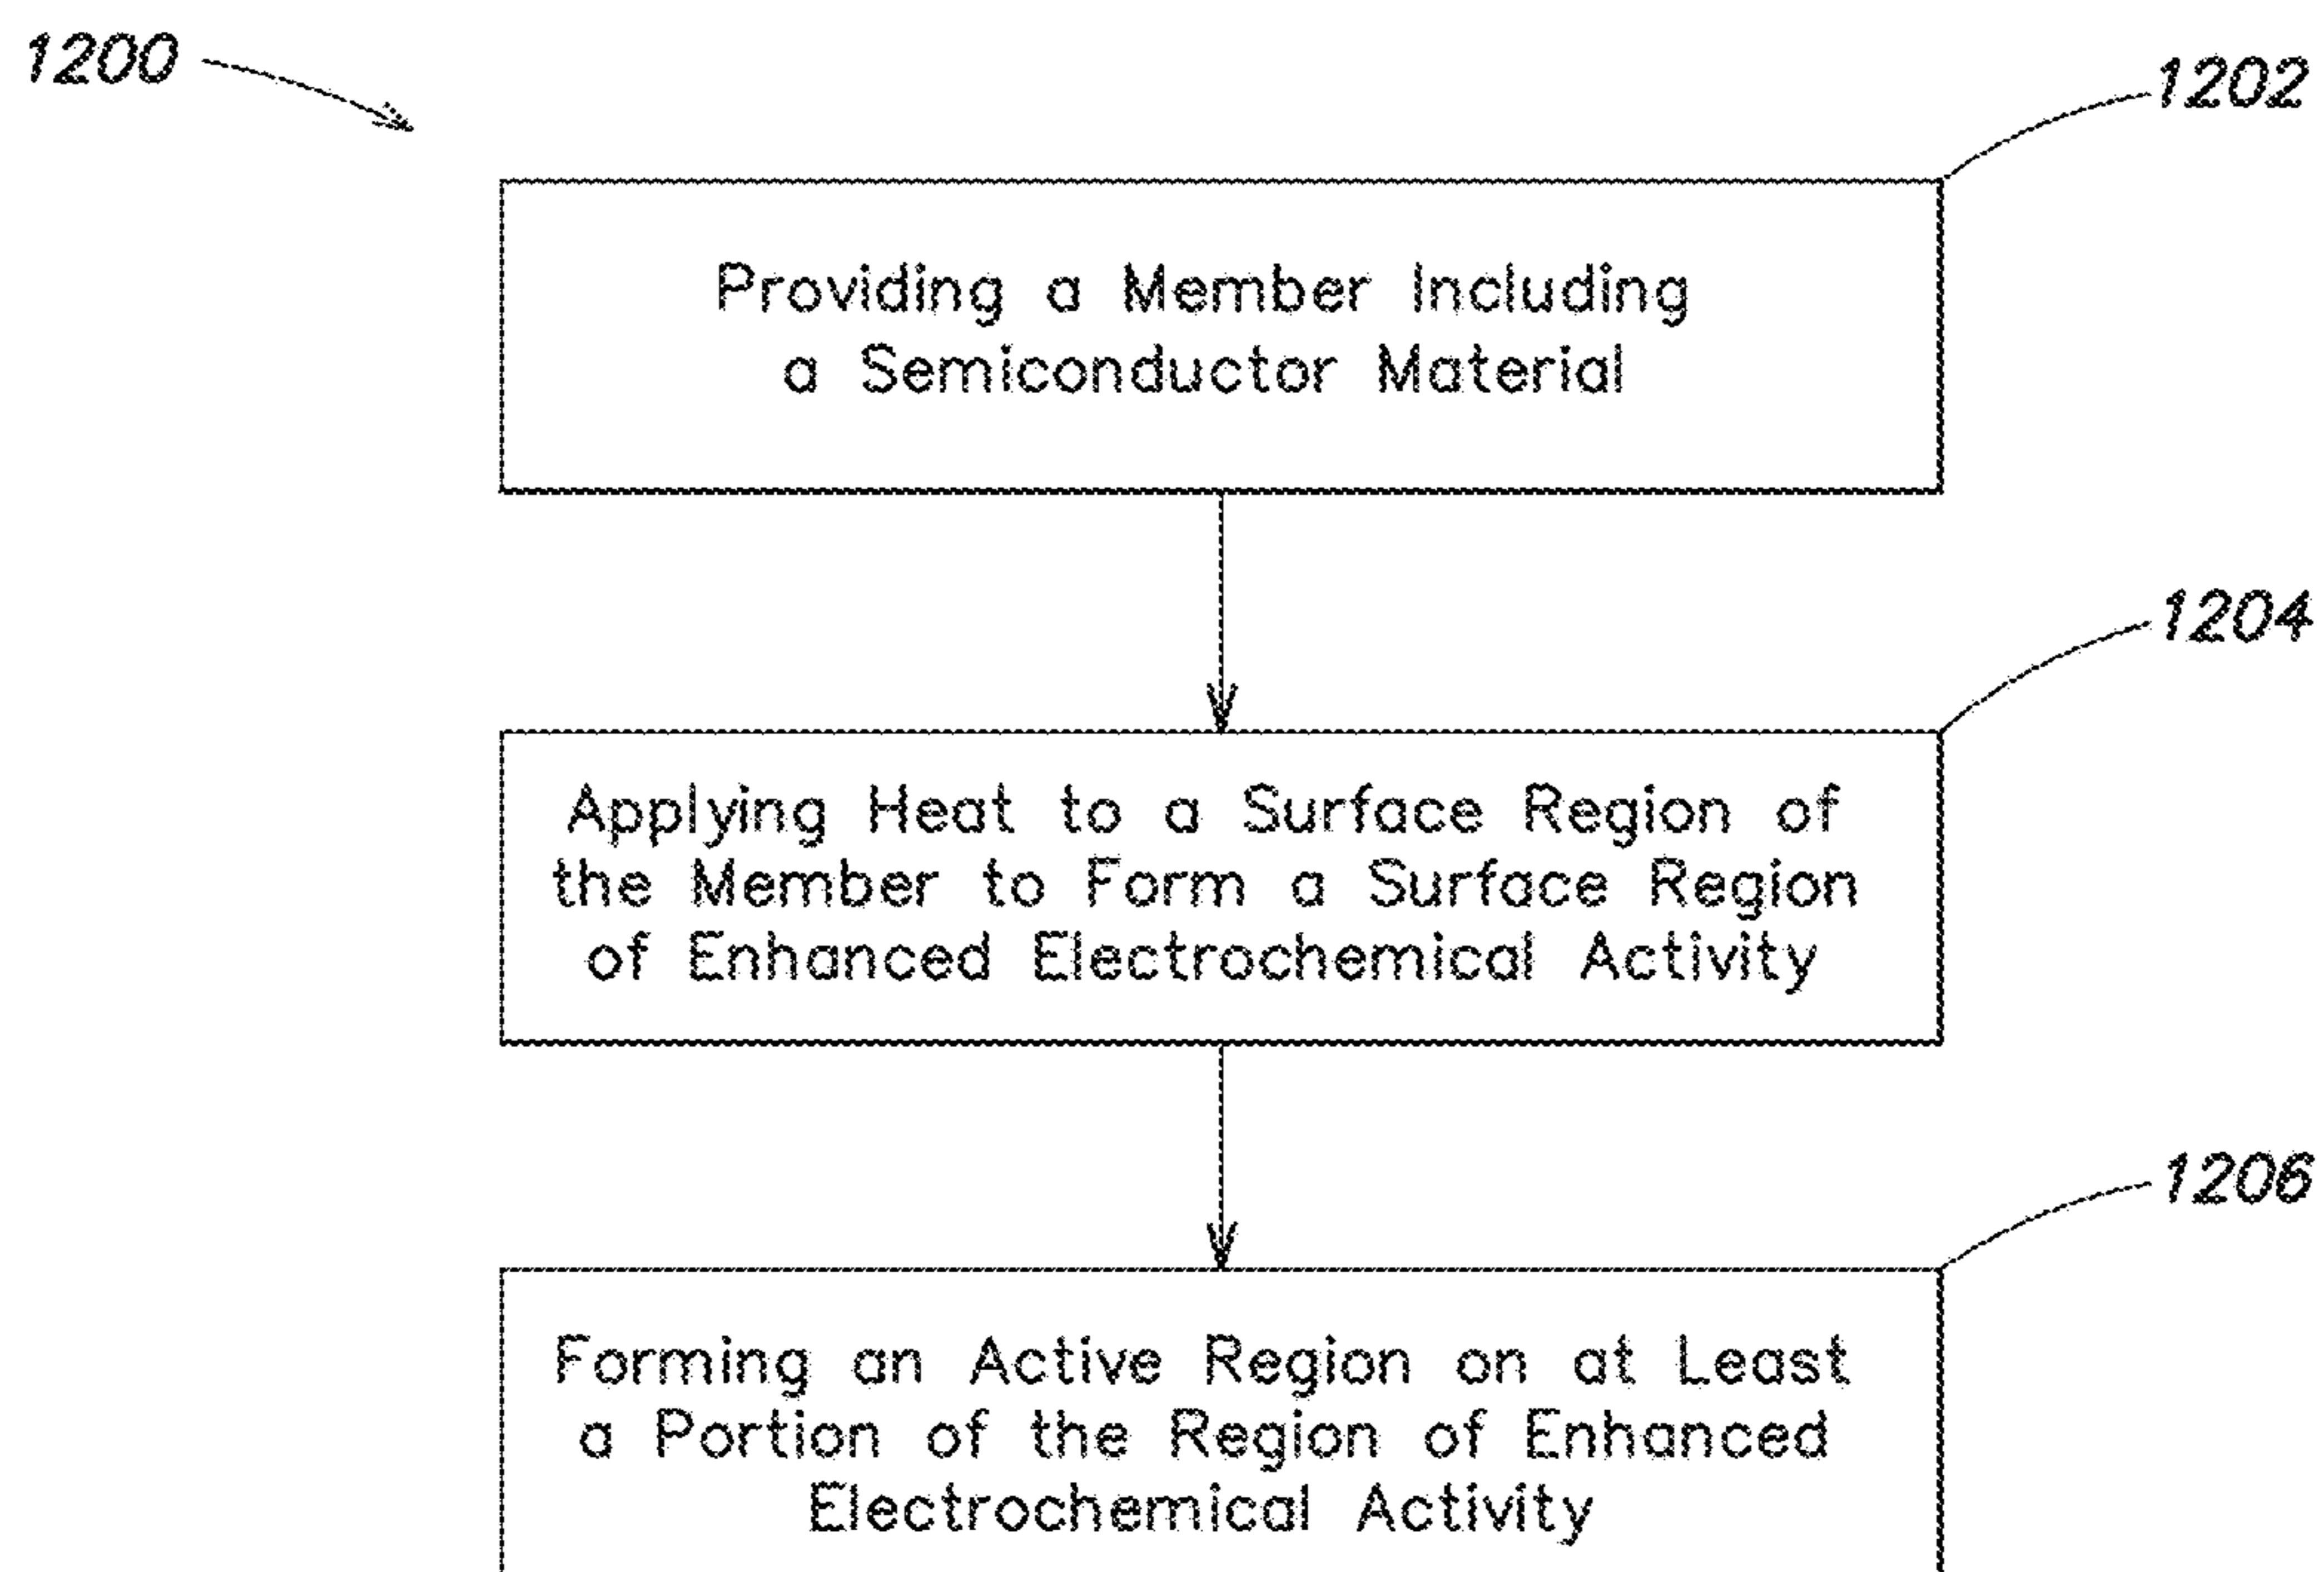 1200
1202
Providing a Member Including
a Semiconductor Material
1204
Applying Heat to a Surface Region of
the Member to Form a Surface Region
of Enhanced Electrochemical Activity
1206
Forming an Active Region on at Least
a Portion of the Region of Enhanced
Electrochemical Activity